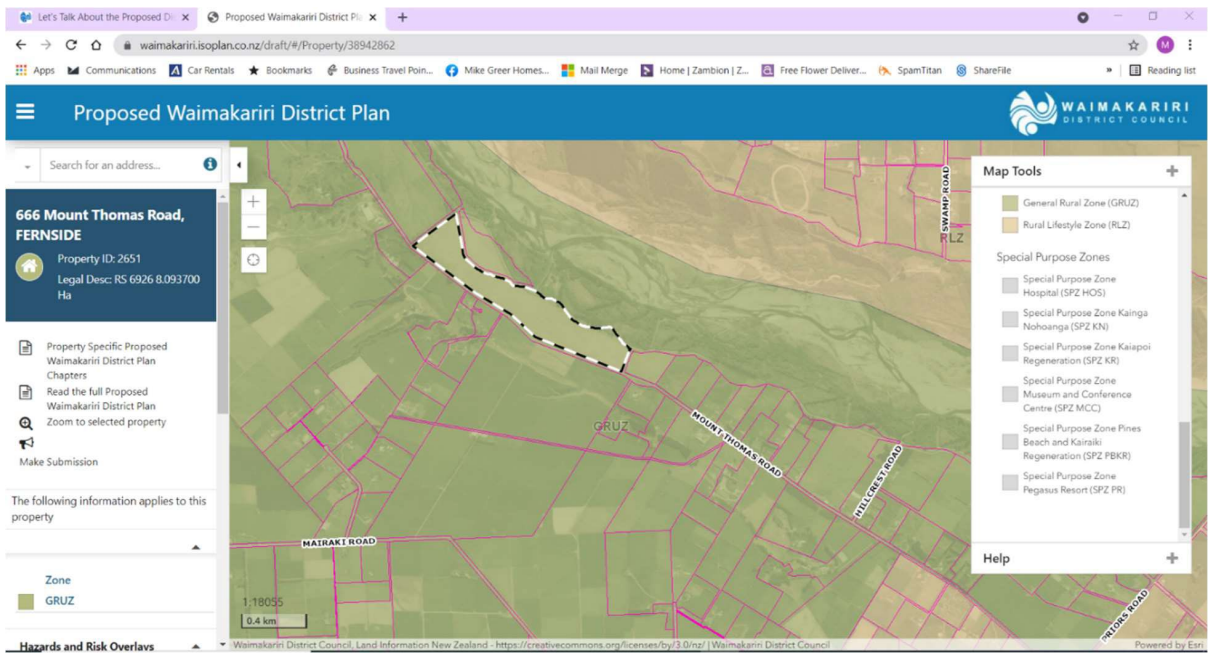 Let's Talk About the Proposed Di
Proposed Waimakariri District Pla
waimakariri.isoplan.co.nz/draft/#/Property/38942862
M
Apps
Communications
Car Rentals
Bookmarks
Business Travel Poin...
Mike Greer Homes...
Mail Merge
Home | Zambion | Z...
Free Flower Deliver...
SpamTitan
ShareFile
»
Reading list
Proposed Waimakariri District Plan
WAIMAKARIRI
DISTRICT COUNCIL
Search for an address...
666 Mount Thomas Road,
FERNSIDE
Property ID: 2651
Legal Desc: RS 6926 8.093700
Ha
Property Specific Proposed
Waimakariri District Plan
Chapters
Read the full Proposed
Waimakariri District Plan
Zoom to selected property
Make Submission
The following information applies to this
property
Zone
GRUZ
Hazards and Risk Overlays
SWAMP ROAD
RLZ
GRUZ
MOUNT THOMAS ROAD
HILLCREST ROAD
MAIRAKI ROAD
PRIORS ROAD
1:18055
0.4 km
Map Tools
General Rural Zone (GRUZ)
Rural Lifestyle Zone (RLZ)
Special Purpose Zones
Special Purpose Zone
Hospital (SPZ HOS)
Special Purpose Zone Kainga
Nohoanga (SPZ KN)
Special Purpose Zone Kaiapoi
Regeneration (SPZ KR)
Special Purpose Zone
Museum and Conference
Centre (SPZ MCC)
Special Purpose Zone Pines
Beach and Kairaiki
Regeneration (SPZ PBKR)
Special Purpose Zone
Pegasus Resort (SPZ PR)
Help
Waimakariri District Council, Land Information New Zealand - https://creativecommons.org/licenses/by/3.0/nz/ | Waimakariri District Council
Powered by Esri